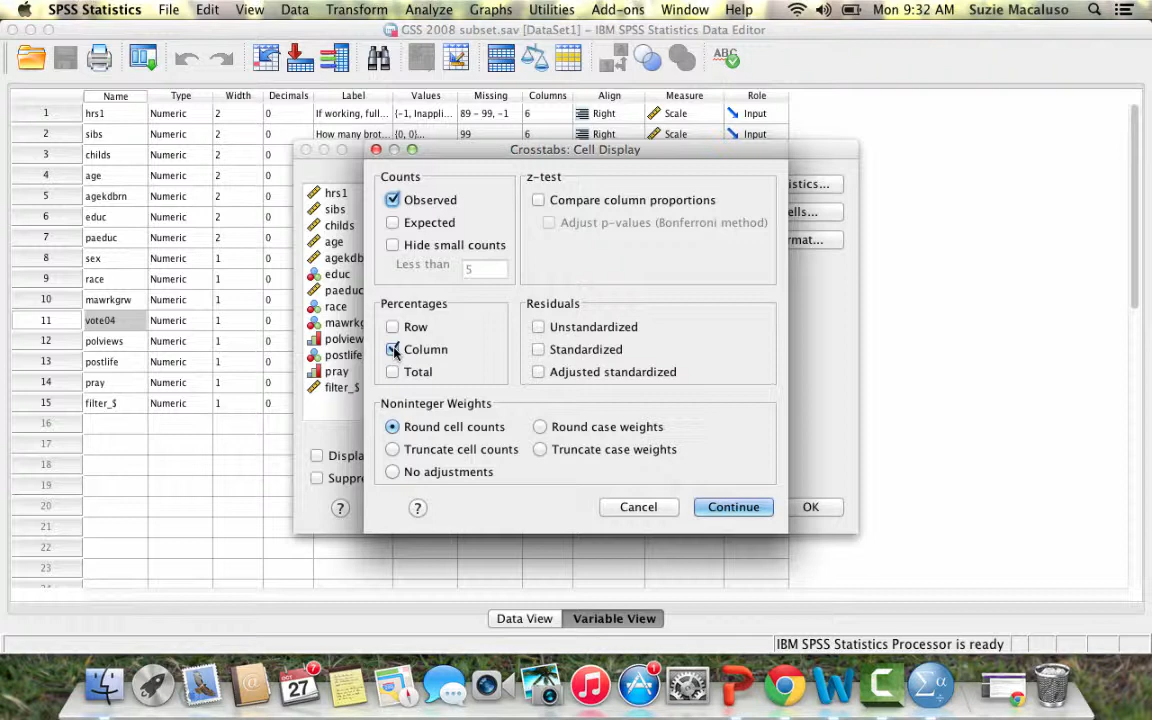 SPSS Statistics File Edit View Data Transform Analyze Graphs Utilities Add-ons Window Help Mon 9:32 AM Suzie Macaluso
GSS 2008 subset.sav [DataSet1] – IBM SPSS Statistics Data Editor
ABC
Name Type Width Decimals Label Values Missing Columns Align Measure Role
1 hrs1 Numeric 2 0 If working, full... {-1, Inappli... 89 - 99, -1 6 Right Scale Input
2 sibs Numeric 2 0 How many brot... {0, 0}... 99 6 Right Scale Input
3 childs Numeric 2 0
4 age Numeric 2 0
5 agekdbrn Numeric 2 0
6 educ Numeric 2 0
7 paeduc Numeric 2 0
8 sex Numeric 1 0
9 race Numeric 1 0
10 mawrkgrw Numeric 1 0
11 vote04 Numeric 1 0
12 polviews Numeric 1 0
13 postlife Numeric 1 0
14 pray Numeric 1 0
15 filter_$ Numeric 1 0
16
17
18
19
20
21
22
23
hrs1
sibs
childs
age
agekdb
educ
paeduc
race
mawrkg
polview
postlife
pray
filter_$
Displa
Suppre
?
istics...
ells...
rmat...
OK
Crosstabs: Cell Display
Counts
Observed
Expected
Hide small counts
Less than 5
z-test
Compare column proportions
Adjust p-values (Bonferroni method)
Percentages
Row
Column
Total
Residuals
Unstandardized
Standardized
Adjusted standardized
Noninteger Weights
Round cell counts Round case weights
Truncate cell counts Truncate case weights
No adjustments
? Cancel Continue
Data View Variable View
IBM SPSS Statistics Processor is ready
7 27 1